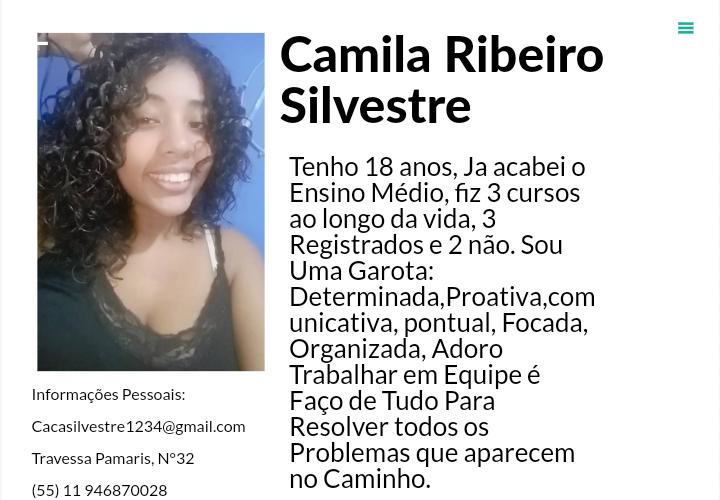 Camila Ribeiro
Silvestre
Tenho 18 anos, Ja acabei o
Ensino Médio, fiz 3 cursos
ao longo da vida, 3
Registrados e 2 não. Sou
Uma Garota:
Determinada,Proativa,com
unicativa, pontual, Focada,
Organizada, Adoro
Trabalhar em Equipe é
Faço de Tudo Para
Resolver todos os
Problemas que aparecem
no Caminho.
Informações Pessoais:
Cacasilvestre1234@gmail.com
Travessa Pamaris, N°32
(55) 11 946870028